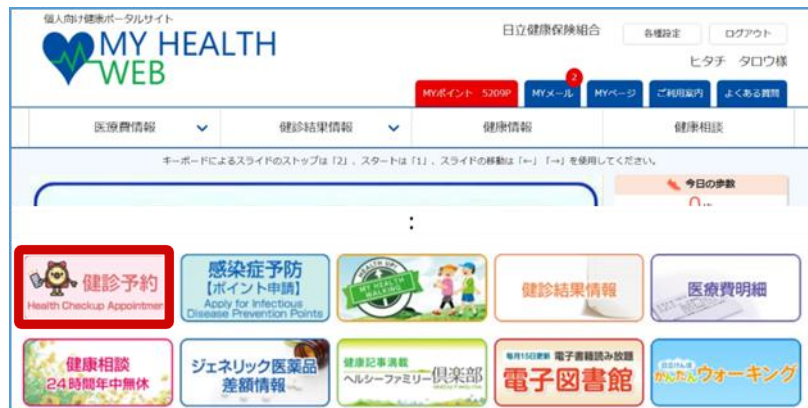 個人向け健康ポータルサイト
MY HEALTH
WEB
日立健康保険組合
各種設定
ログアウト
ヒタチ タロウ様
MYポイント 5209P
MYメール
2
MYページ
ご利用案内
よくある質問
医療費情報
健診結果情報
健康情報
健康相談
キーボードによるスライドのストップは「2」、スタートは「1」、スライドの移動は「←」「→」を使用してください。
今日の歩数
:
健診予約
Health Checkup Appointmen
感染症予防
【ポイント申請】
Apply for Infectious
Disease Prevention Points
HEALTH UP!
MY HEALTH
WALKING
健診結果情報
医療費明細
健康相談
24時間年中無休
ジェネリック医薬品
差額情報
健康記事満載
ヘルシーファミリー倶楽部
毎月15日更新 電子書籍読み放題
電子図書館
日立けんぽ
かんたんウォーキング